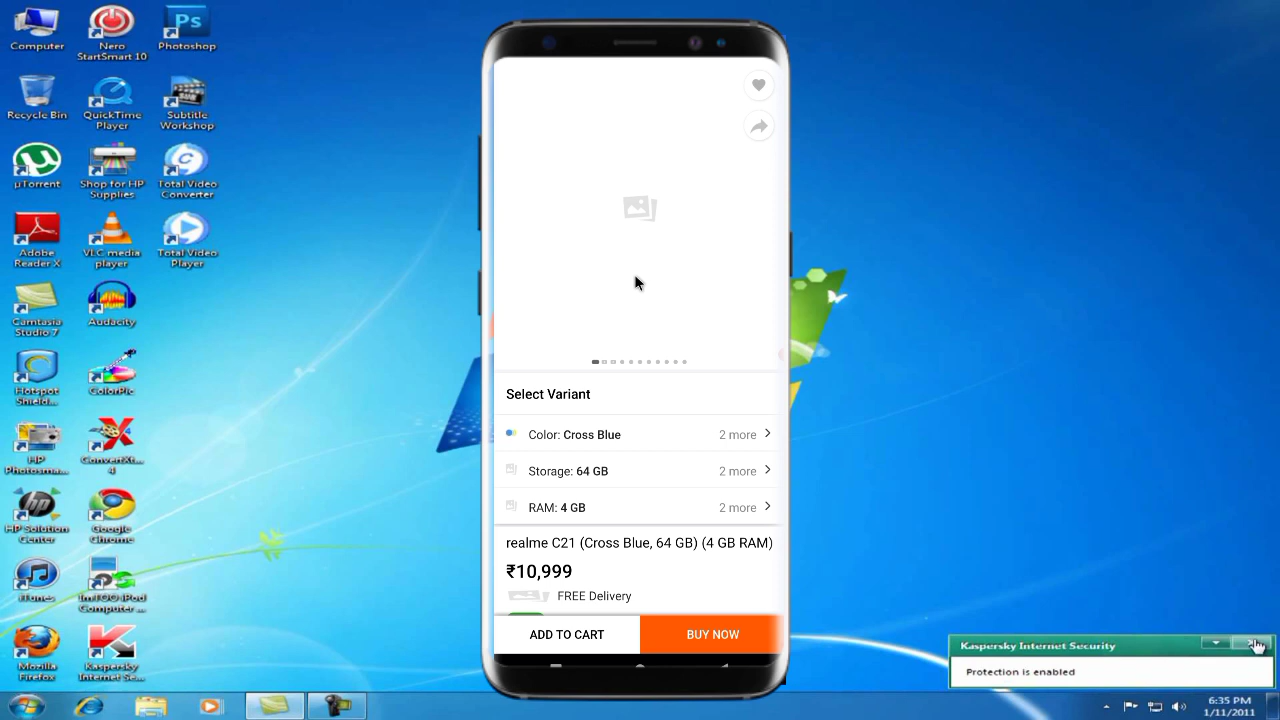 Computer
Nero
StartSmart 10
Ps
Photoshop
Recycle Bin
QuickTime
Player
Subtitle
Workshop
µTorrent
Shop for HP
Supplies
Total Video
Converter
Adobe
Reader X
VLC media
player
Total Video
Player
Camtasia
Studio 7
Audacity
Hotspot
Shield...
ColorPic
HP
Photosma...
ConvertXt...
4
HP Solution
Center
Google
Chrome
iTunes
ImTOO iPod
Computer ...
Mozilla
Firefox
Kaspersky
Internet Se...
Select Variant
Color: Cross Blue
2 more
Storage: 64 GB
2 more
RAM: 4 GB
2 more
realme C21 (Cross Blue, 64 GB) (4 GB RAM)
₹10,999
FREE Delivery
ADD TO CART
BUY NOW
Kaspersky Internet Security
Protection is enabled
6:35 PM
1/11/2011